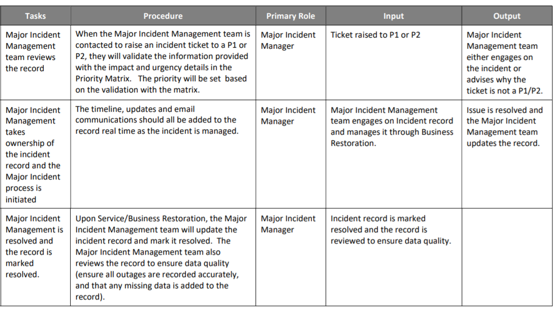 Tasks
Procedure
Primary Role
Input
Output
Major Incident
Management
team reviews
the record
When the Major Incident Management team is
contacted to raise an incident ticket to a P1 or
P2, they will validate the information provided
with the impact and urgency details in the
Priority Matrix.   The priority will be set  based
on the validation with the matrix.
Major Incident
Manager
Ticket raised to P1 or P2
Major Incident
Management team
either engages on
the incident or
advises why the
ticket is not a P1/P2.
Major Incident
Management
takes
ownership of
the incident
record and the
Major Incident
process is
initiated
The timeline, updates and email
communications should all be added to the
record real time as the incident is managed.
Major Incident
Manager
Major Incident Management
team engages on Incident record
and manages it through Business
Restoration.
Issue is resolved and
the Major Incident
Management team
updates the record.
Major Incident
Management is
resolved and
the record is
marked
resolved.
Upon Service/Business Restoration, the Major
Incident Management team will update the
incident record and mark it resolved.  The
Major Incident Management team also
reviews the record to ensure data quality
(ensure all outages are recorded accurately,
and that any missing data is added to the
record).
Major Incident
Manager
Incident record is marked
resolved and the record is
reviewed to ensure data quality.